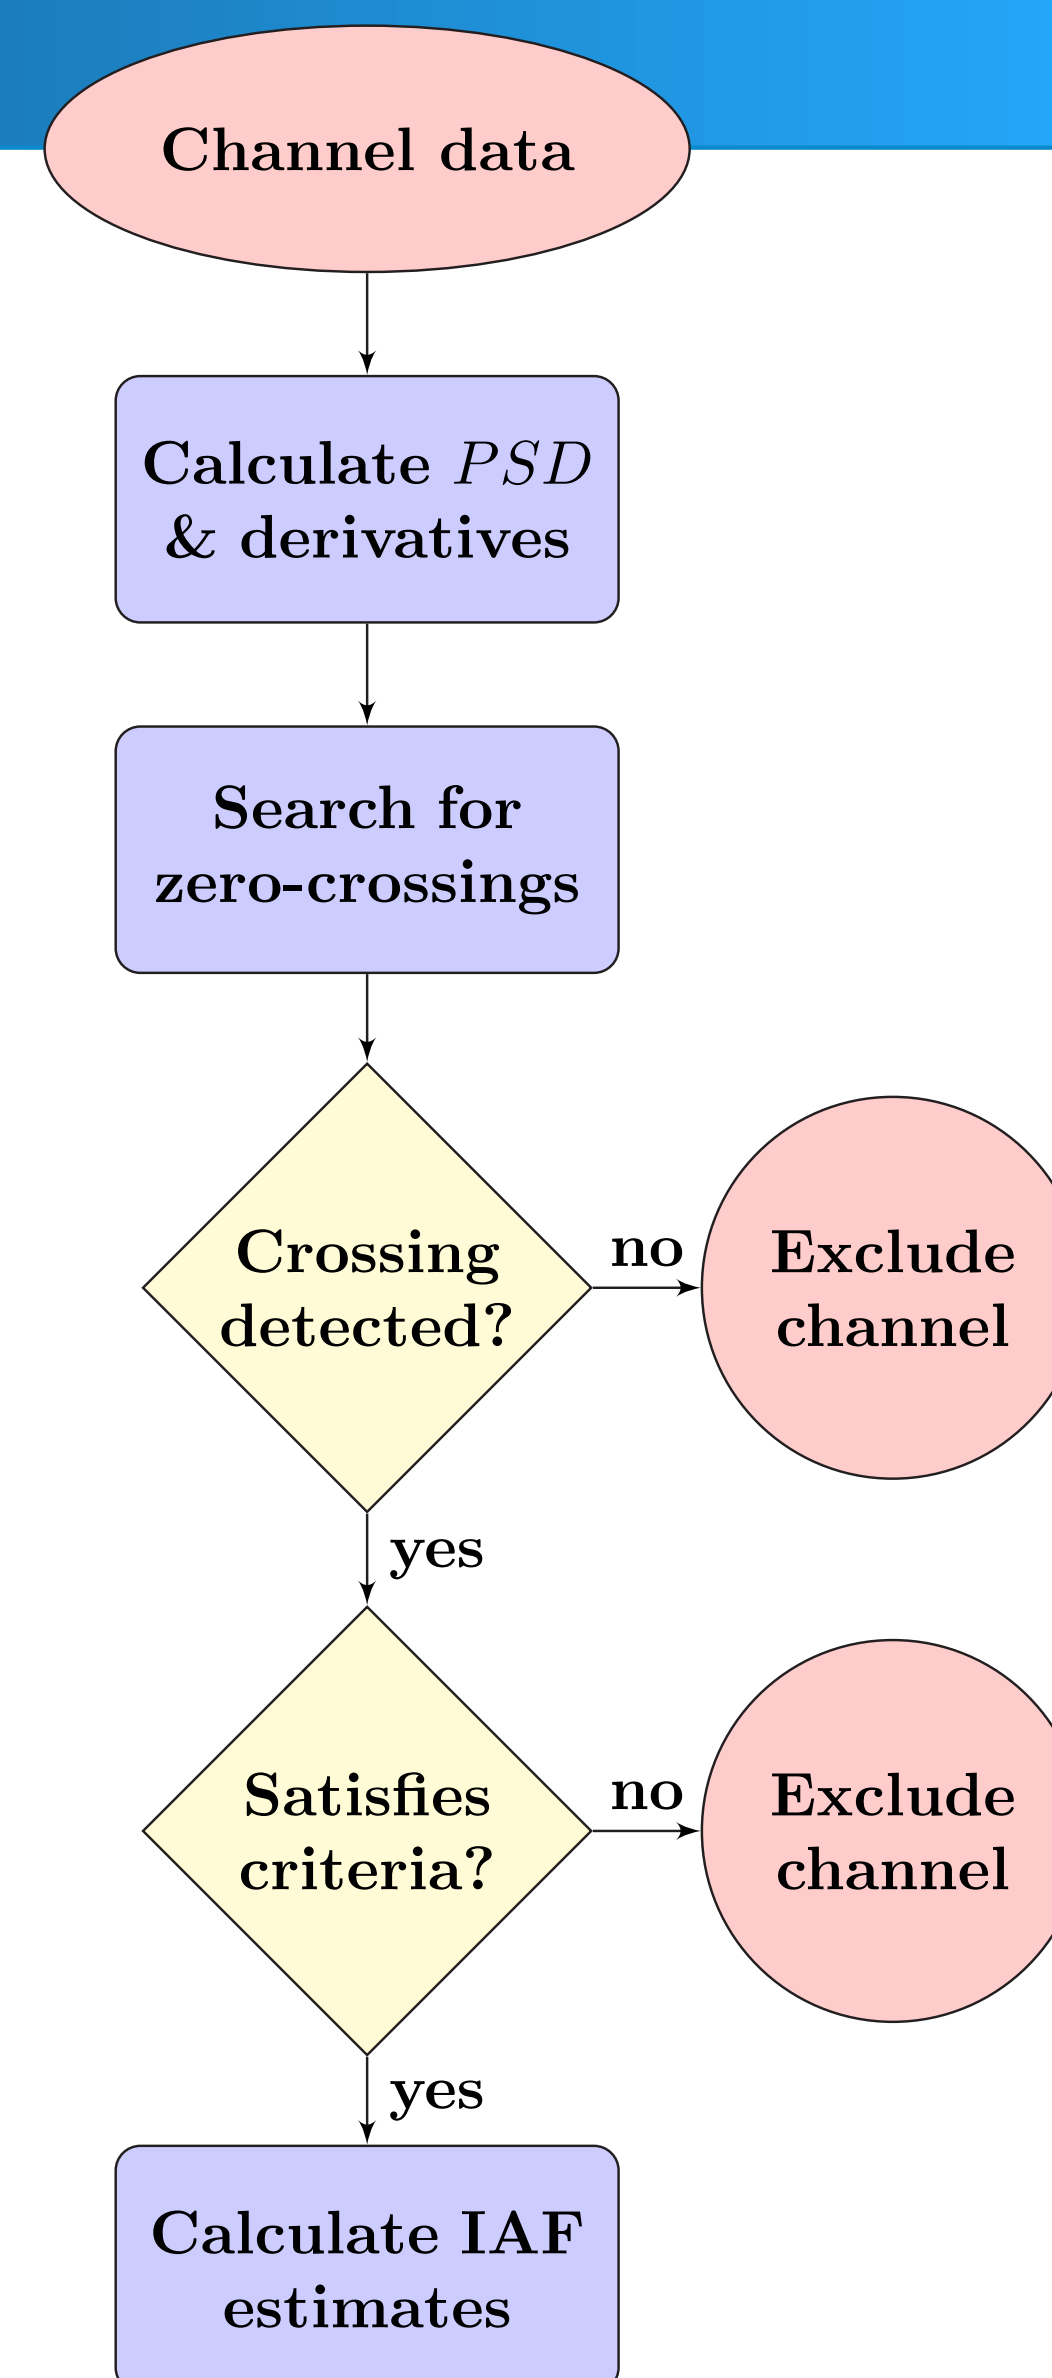 Channel data
Calculate PSD
& derivatives
Search for
zero-crossings
Crossing
detected?
no
Exclude
channel
yes
Satisfies
criteria?
no
Exclude
channel
yes
Calculate IAF
estimates